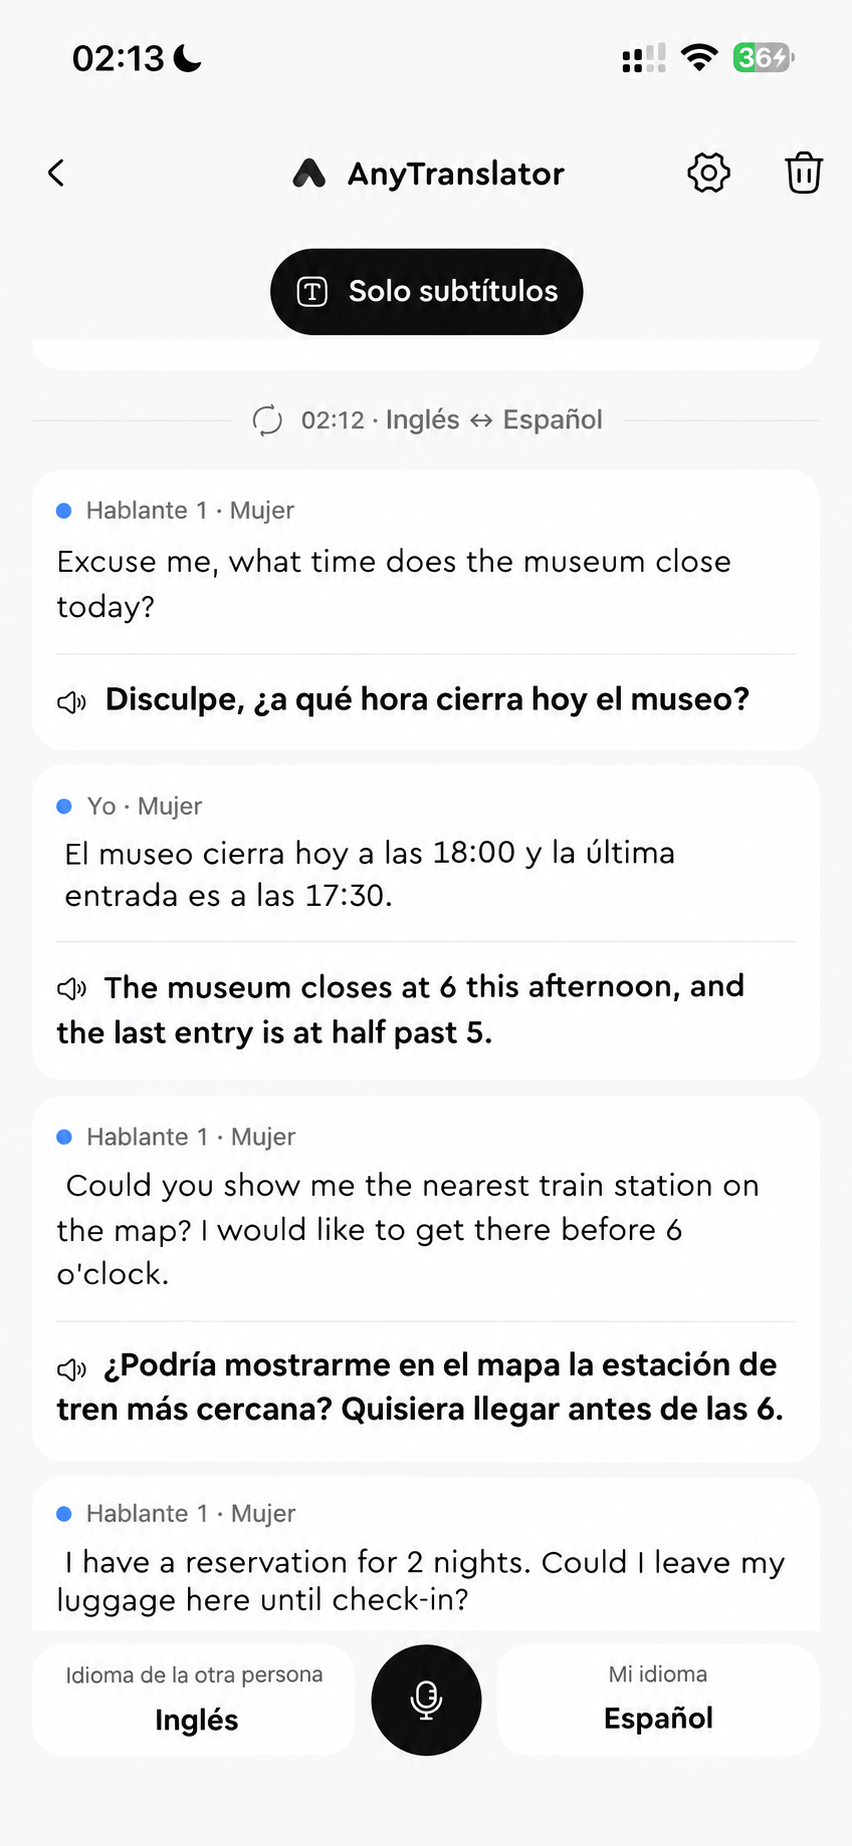 02:13
36
AnyTranslator
Solo subtítulos
02:12 · Inglés ↔ Español
Hablante 1 · Mujer
Excuse me, what time does the museum close
today?
Disculpe, ¿a qué hora cierra hoy el museo?
Yo · Mujer
El museo cierra hoy a las 18:00 y la última
entrada es a las 17:30.
The museum closes at 6 this afternoon, and
the last entry is at half past 5.
Hablante 1 · Mujer
Could you show me the nearest train station on
the map? I would like to get there before 6
o'clock.
¿Podría mostrarme en el mapa la estación de
tren más cercana? Quisiera llegar antes de las 6.
Hablante 1 · Mujer
I have a reservation for 2 nights. Could I leave my
luggage here until check-in?
Idioma de la otra persona
Inglés
Mi idioma
Español